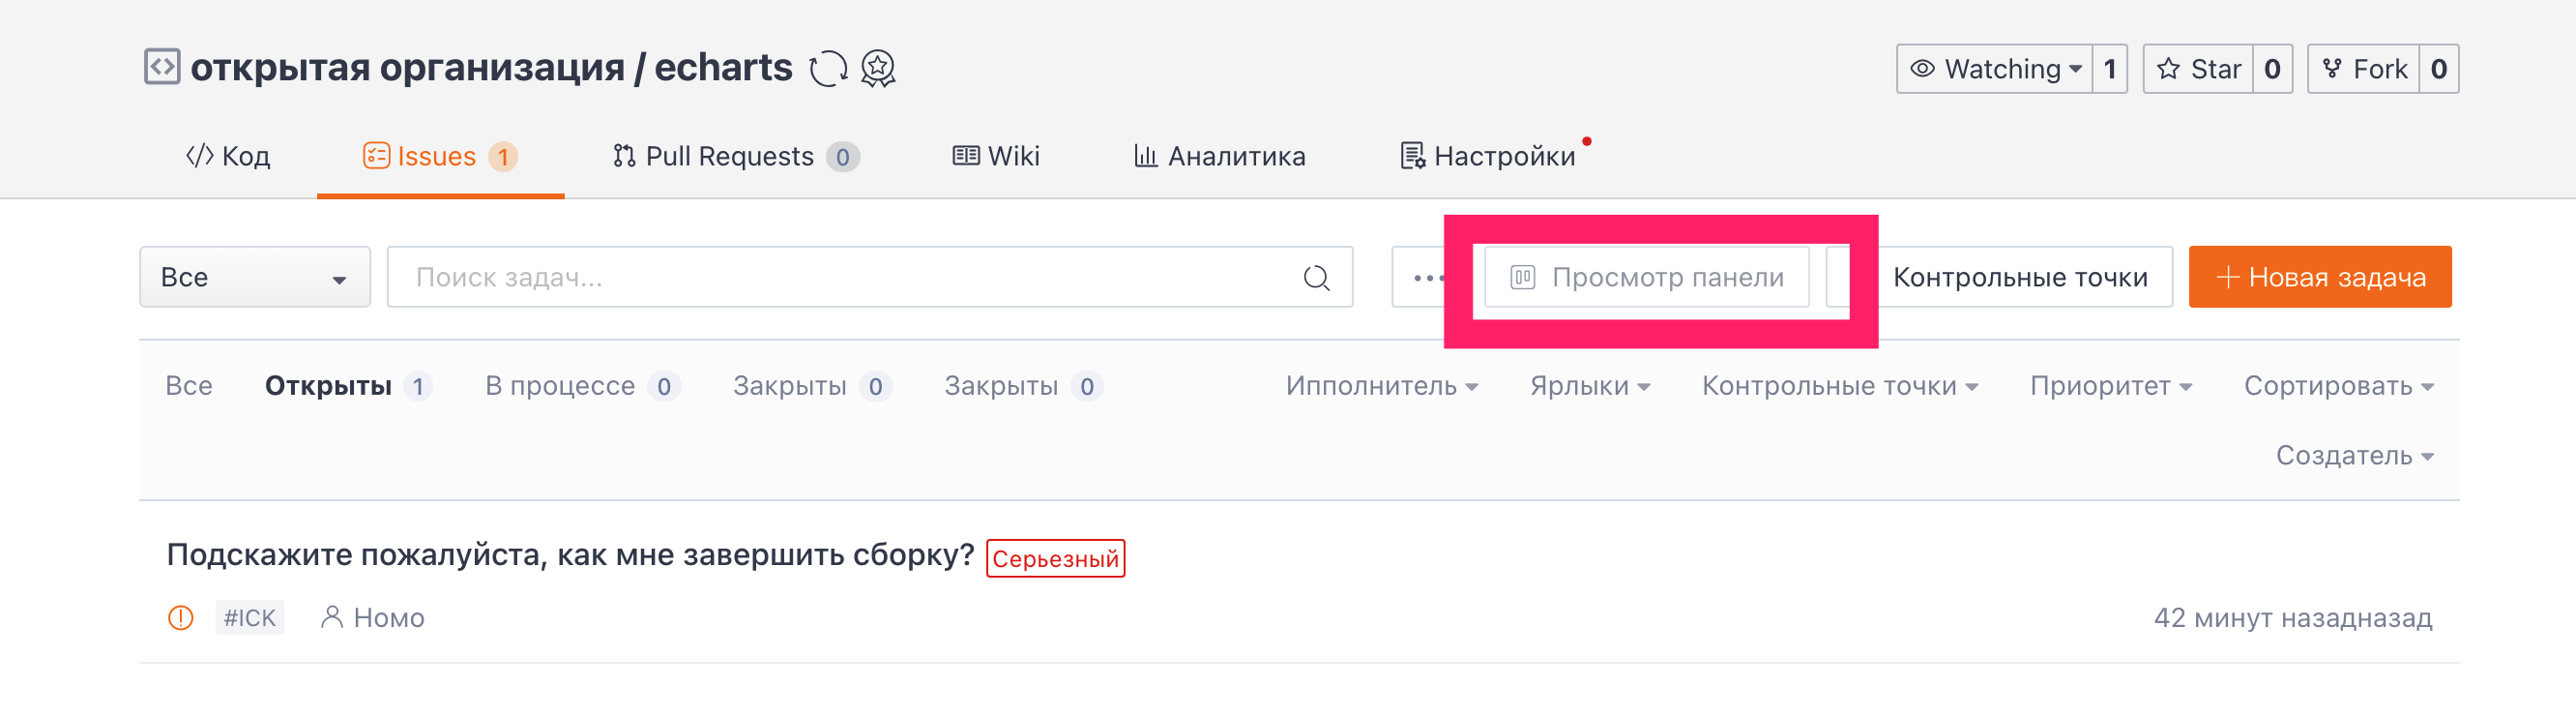 открытая организация / echarts
Watching 1 Star 0 Fork 0
Код Issues 1 Pull Requests 0 Wiki Аналитика Настройки
Все Поиск задач... ••• Просмотр панели Контрольные точки + Новая задача
Все Открыты 1 В процессе 0 Закрыты 0 Закрыты 0 Ипполнитель Ярлыки Контрольные точки Приоритет Сортировать
Создатель
Подскажите пожалуйста, как мне завершить сборку? Серьезный
#ICK Homo 42 минут назадназад